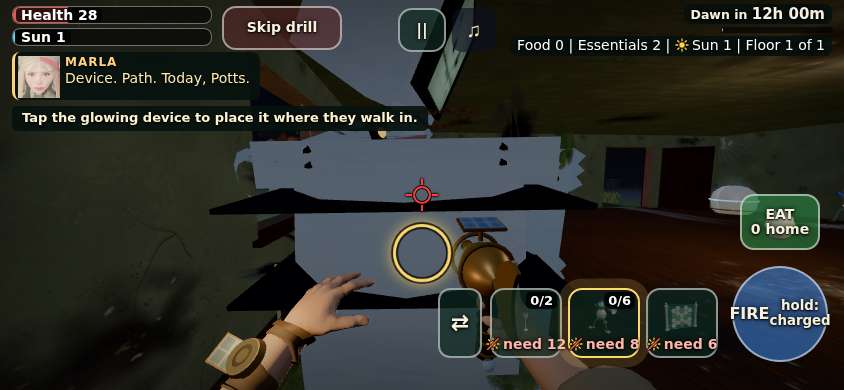 Health 28
Sun 1
Skip drill
Dawn in 12h 00m
Food 0 | Essentials 2 | Sun 1 | Floor 1 of 1
MARLA
Device. Path. Today, Potts.
Tap the glowing device to place it where they walk in.
EAT
0 home
0/2
0/6
need 12
need 8
need 6
FIRE
hold:
charged